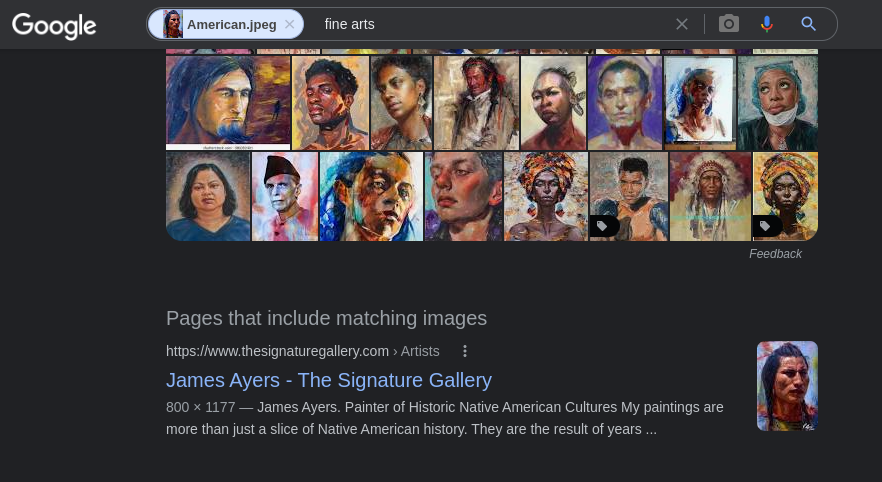 Google
American.jpeg
fine arts
Feedback
Pages that include matching images
https://www.thesignaturegallery.com › Artists
James Ayers - The Signature Gallery
800 × 1177 — James Ayers. Painter of Historic Native American Cultures My paintings are
more than just a slice of Native American history. They are the result of years ...